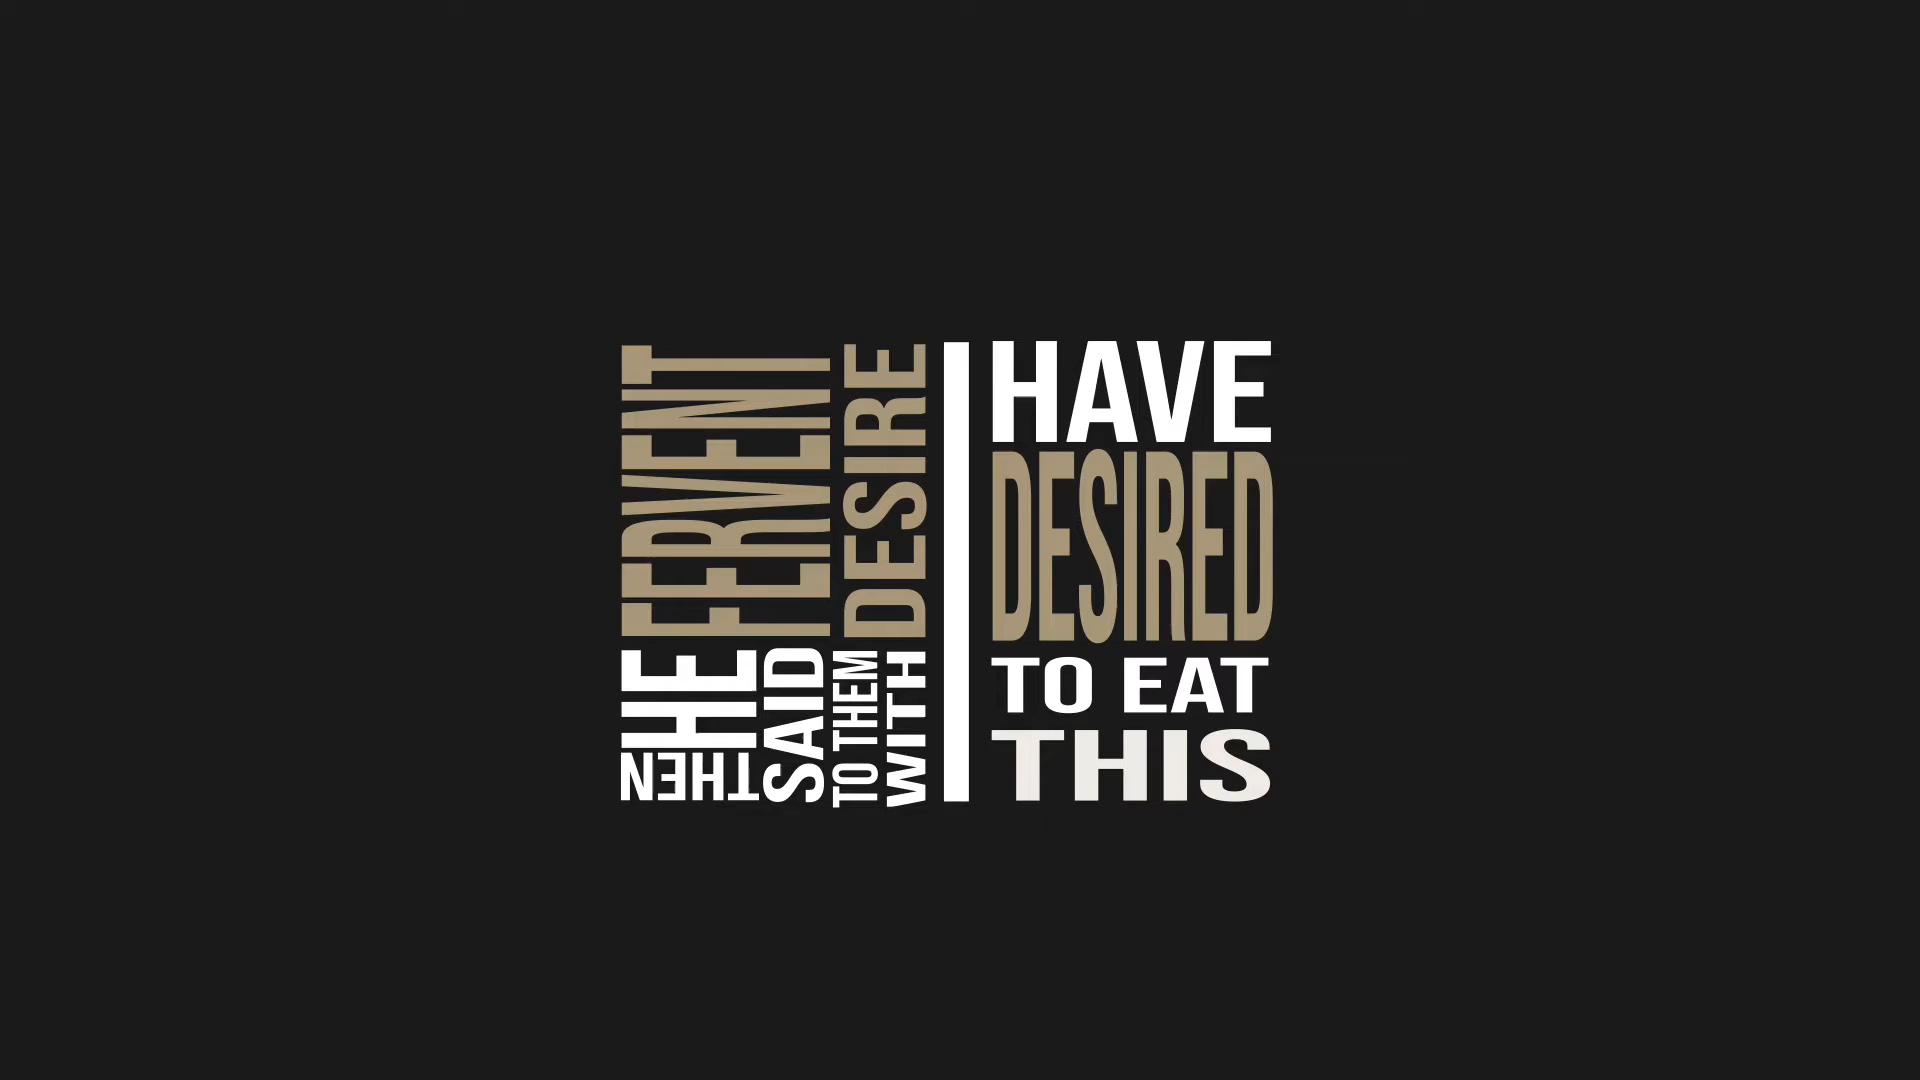 THEN
HE
SAID
TO THEM
WITH
FERVENT
DESIRE
I
HAVE
DESIRED
TO EAT
THIS